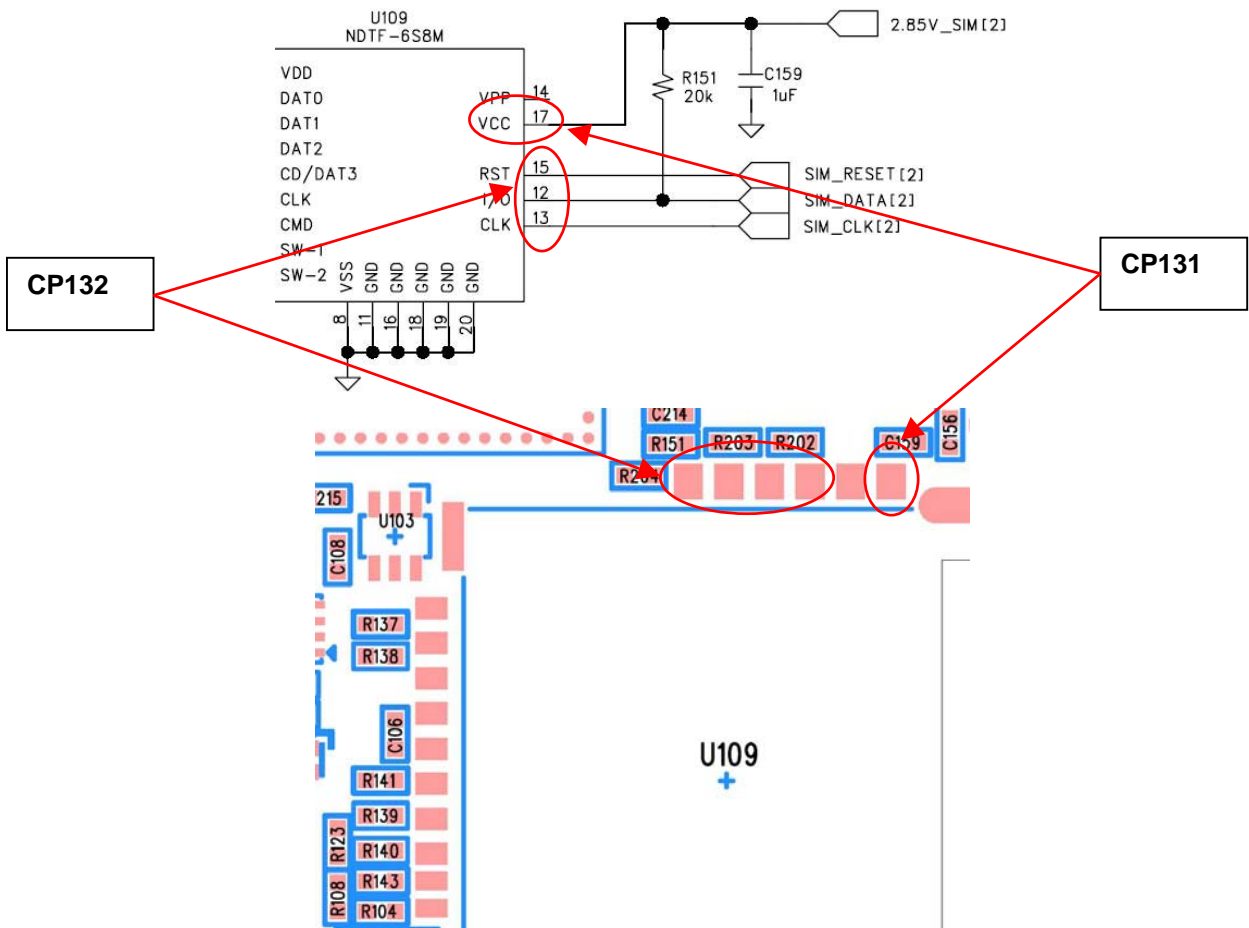 U109
NDTF-6S8M
2.85V_SIM[2]
VDD
DAT0
DAT1
DAT2
CD/DAT3
CLK
CMD
SW-1
SW-2
VPP 14
VCC 17
RST 15
I/O 12
CLK 13
R151
20k
C159
1uF
SIM_RESET[2]
SIM_DATA[2]
SIM_CLK[2]
VSS GND GND GND GND GND
8 11 16 18 19 20
CP132
CP131
C214
R151 R203 R202 C159 C156
R204
215
U103
C108
R137
R138
C106
U109
R141
R139
R123
R140
R143
R108
R104